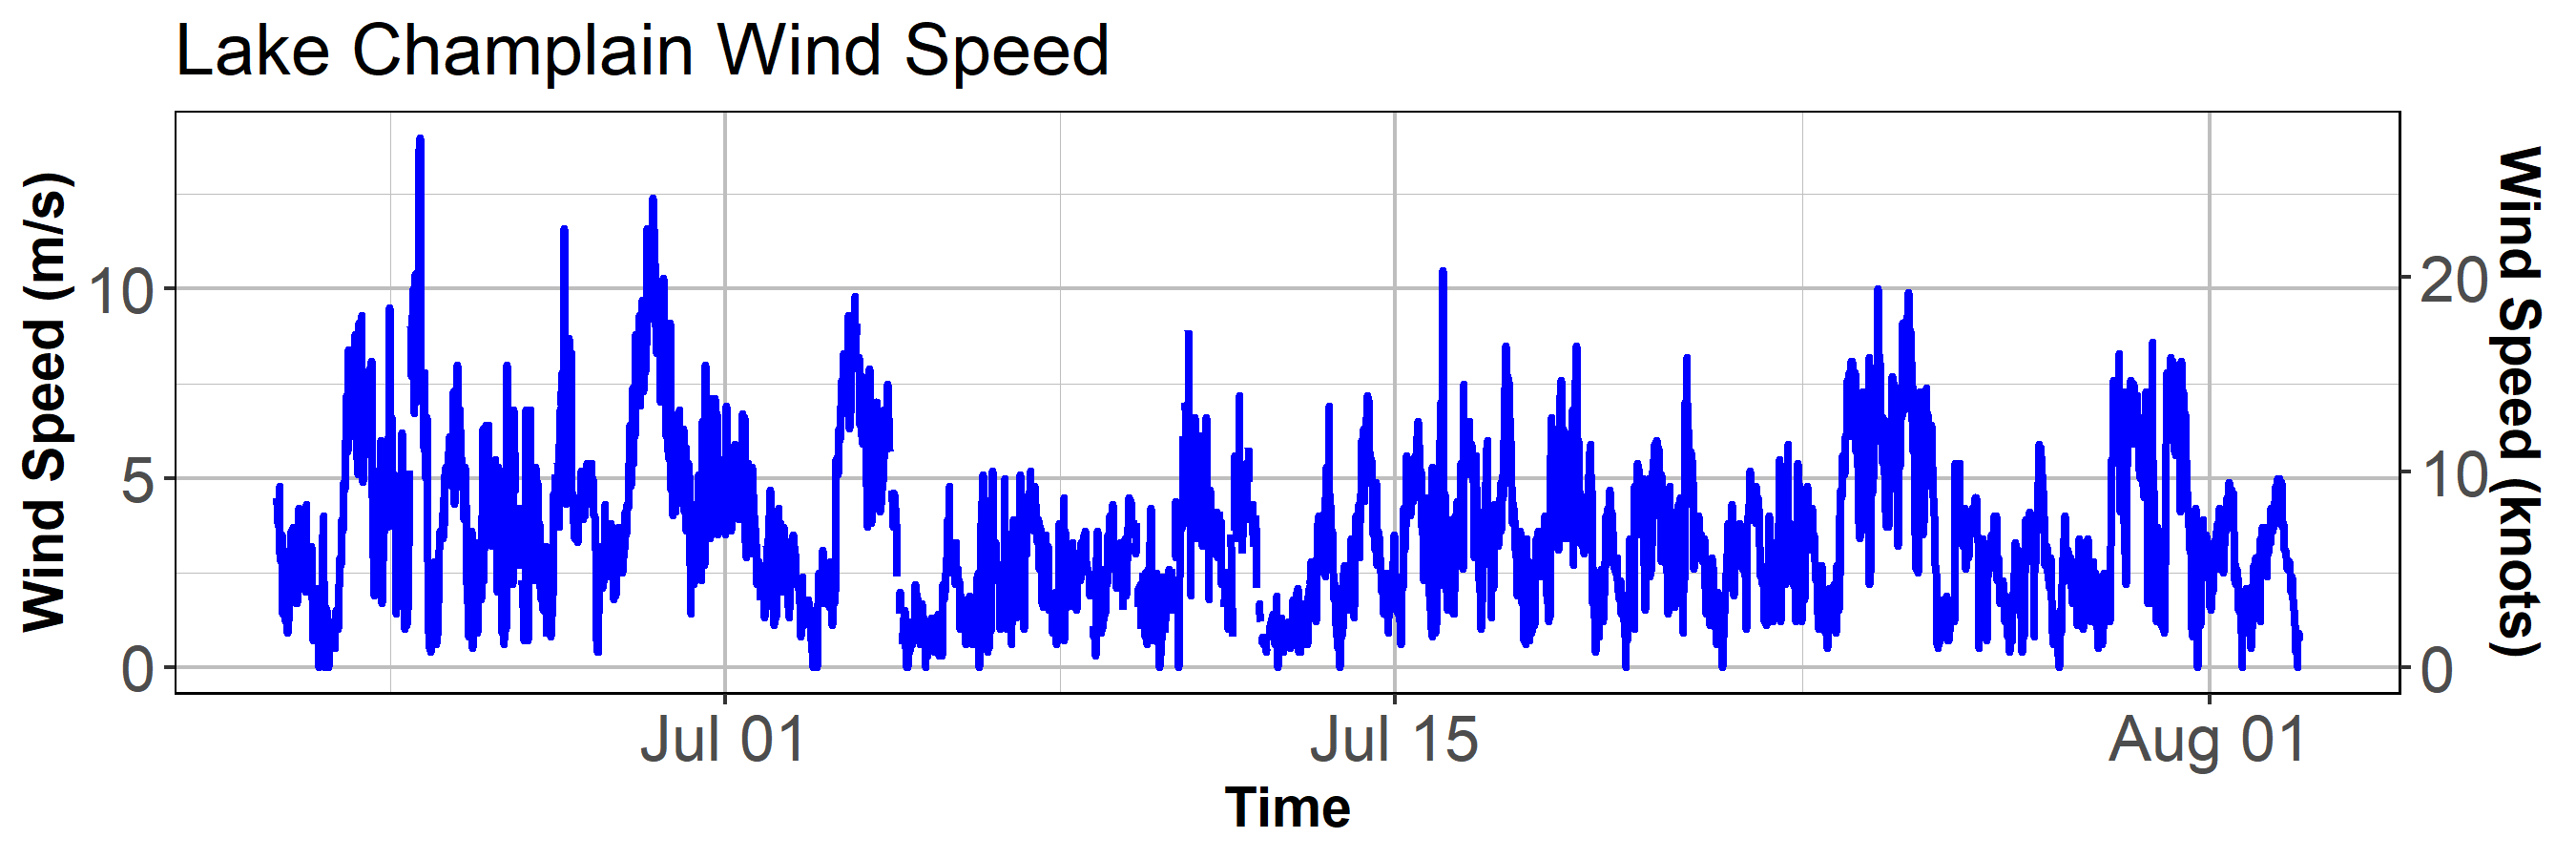 Lake Champlain Wind Speed
Wind Speed (m/s)
10
5
0
20
10
0
Wind Speed (knots)
Jul 01
Jul 15
Aug 01
Time